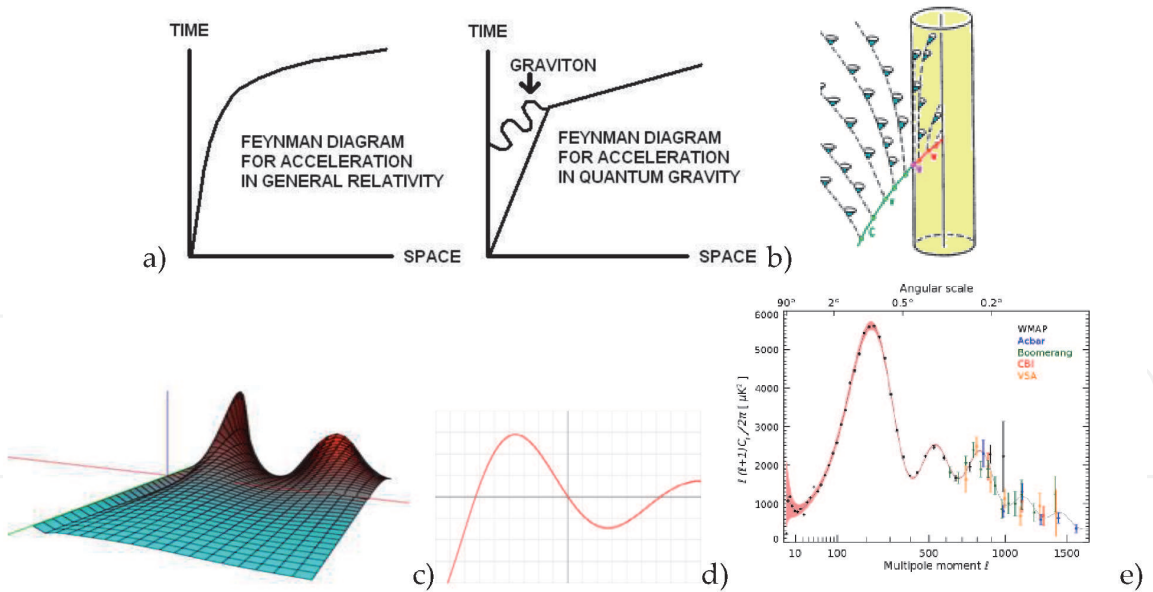 TIME
FEYNMAN DIAGRAM
FOR ACCELERATION
IN GENERAL RELATIVITY
SPACE
a)
TIME
GRAVITON
FEYNMAN DIAGRAM
FOR ACCELERATION
IN QUANTUM GRAVITY
SPACE
b)
c)
d)
Angular scale
90° 2° 0.5° 0.2°
6000
5000
4000
3000
2000
1000
0
ℓ (ℓ+1)Cℓ/2π [μK²]
WMAP
Acbar
Boomerang
CBI
VSA
10 100 500 1000 1500
Multipole moment ℓ
e)